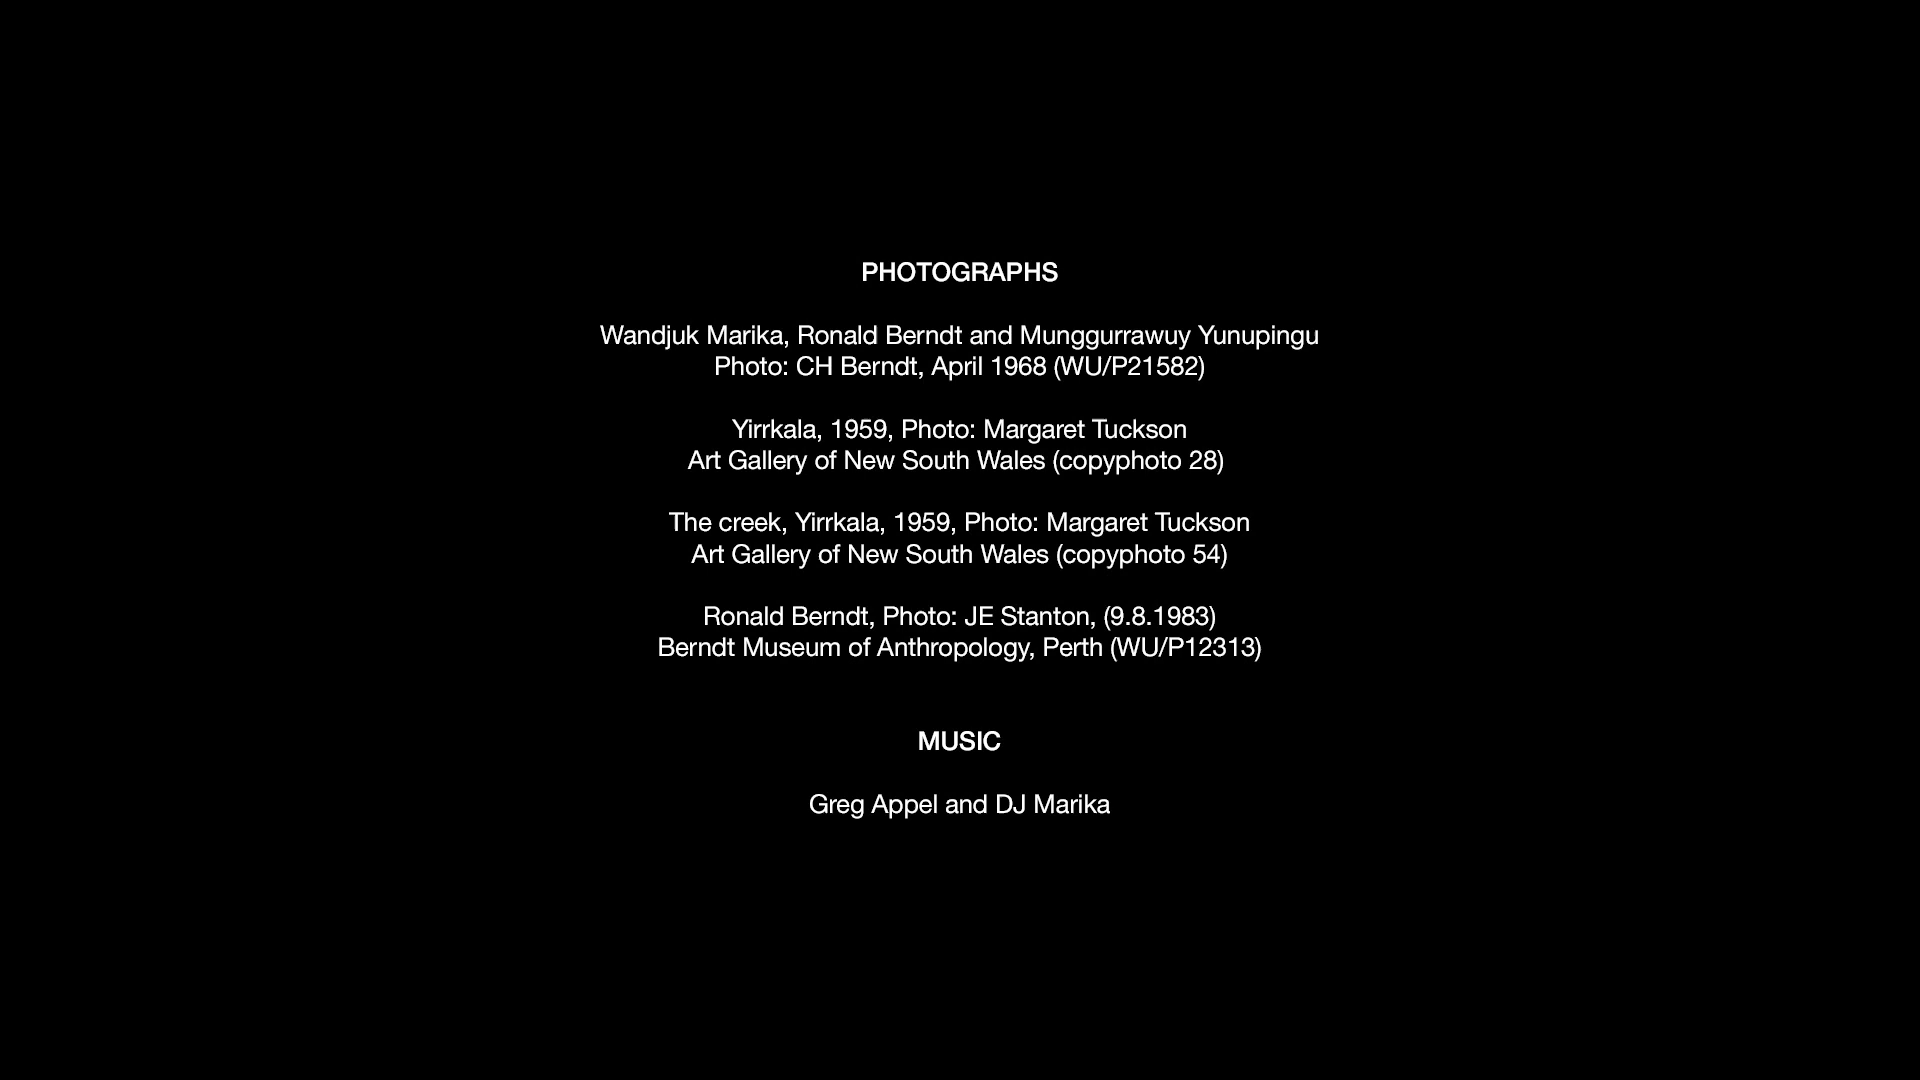 PHOTOGRAPHS
Wandjuk Marika, Ronald Berndt and Munggurrawuy Yunupingu
Photo: CH Berndt, April 1968 (WU/P21582)
Yirrkala, 1959, Photo: Margaret Tuckson
Art Gallery of New South Wales (copyphoto 28)
The creek, Yirrkala, 1959, Photo: Margaret Tuckson
Art Gallery of New South Wales (copyphoto 54)
Ronald Berndt, Photo: JE Stanton, (9.8.1983)
Berndt Museum of Anthropology, Perth (WU/P12313)
MUSIC
Greg Appel and DJ Marika